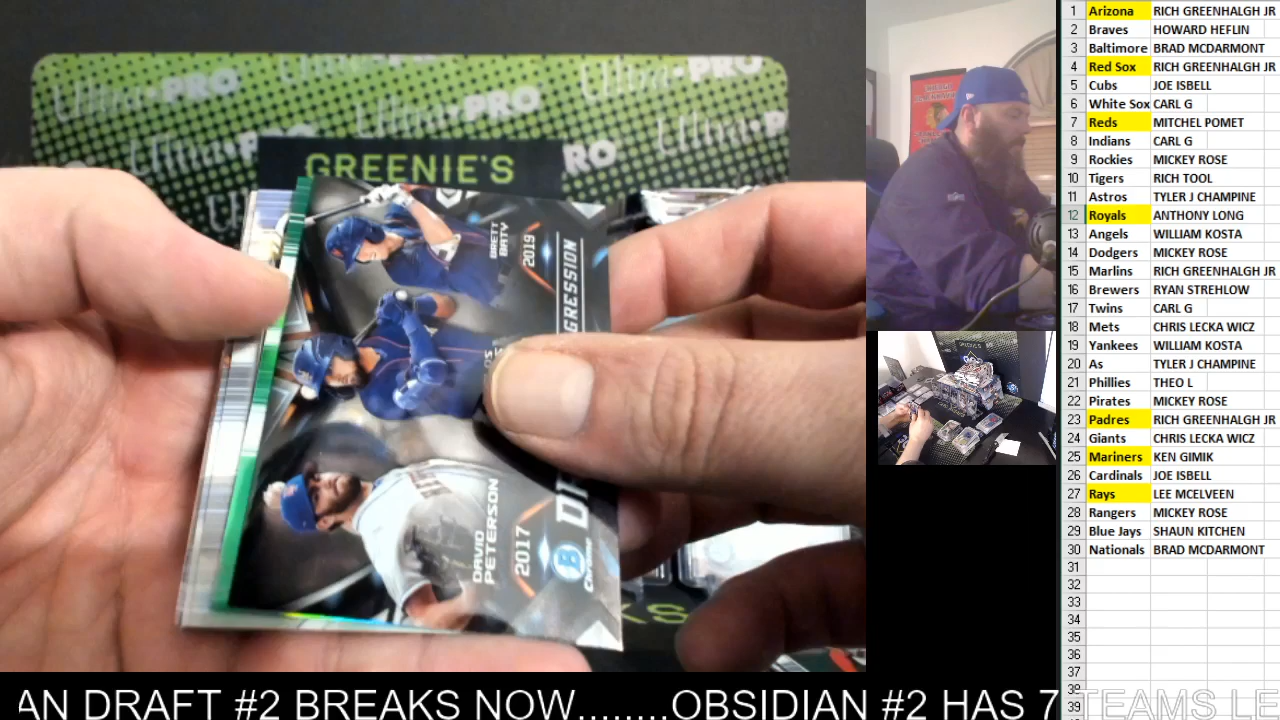 Ultra PRO
GREENIE'S
RO
BRETT
BATY
2019
GRESSION
DAVID
PETERSON
2017
B
CHROME
KS
1 Arizona RICH GREENHALGH JR
2 Braves HOWARD HEFLIN
3 Baltimore BRAD MCDARMONT
4 Red Sox RICH GREENHALGH JR
5 Cubs JOE ISBELL
6 White Sox CARL G
7 Reds MITCHEL POMET
8 Indians CARL G
9 Rockies MICKEY ROSE
10 Tigers RICH TOOL
11 Astros TYLER J CHAMPINE
12 Royals ANTHONY LONG
13 Angels WILLIAM KOSTA
14 Dodgers MICKEY ROSE
15 Marlins RICH GREENHALGH JR
16 Brewers RYAN STREHLOW
17 Twins CARL G
18 Mets CHRIS LECKA WICZ
19 Yankees WILLIAM KOSTA
20 As TYLER J CHAMPINE
21 Phillies THEO L
22 Pirates MICKEY ROSE
23 Padres RICH GREENHALGH JR
24 Giants CHRIS LECKA WICZ
25 Mariners KEN GIMIK
26 Cardinals JOE ISBELL
27 Rays LEE MCELVEEN
28 Rangers MICKEY ROSE
29 Blue Jays SHAUN KITCHEN
30 Nationals BRAD MCDARMONT
31
32
33
34
35
36
37
38
39
AN DRAFT #2 BREAKS NOW........OBSIDIAN #2 HAS 7 TEAMS LE